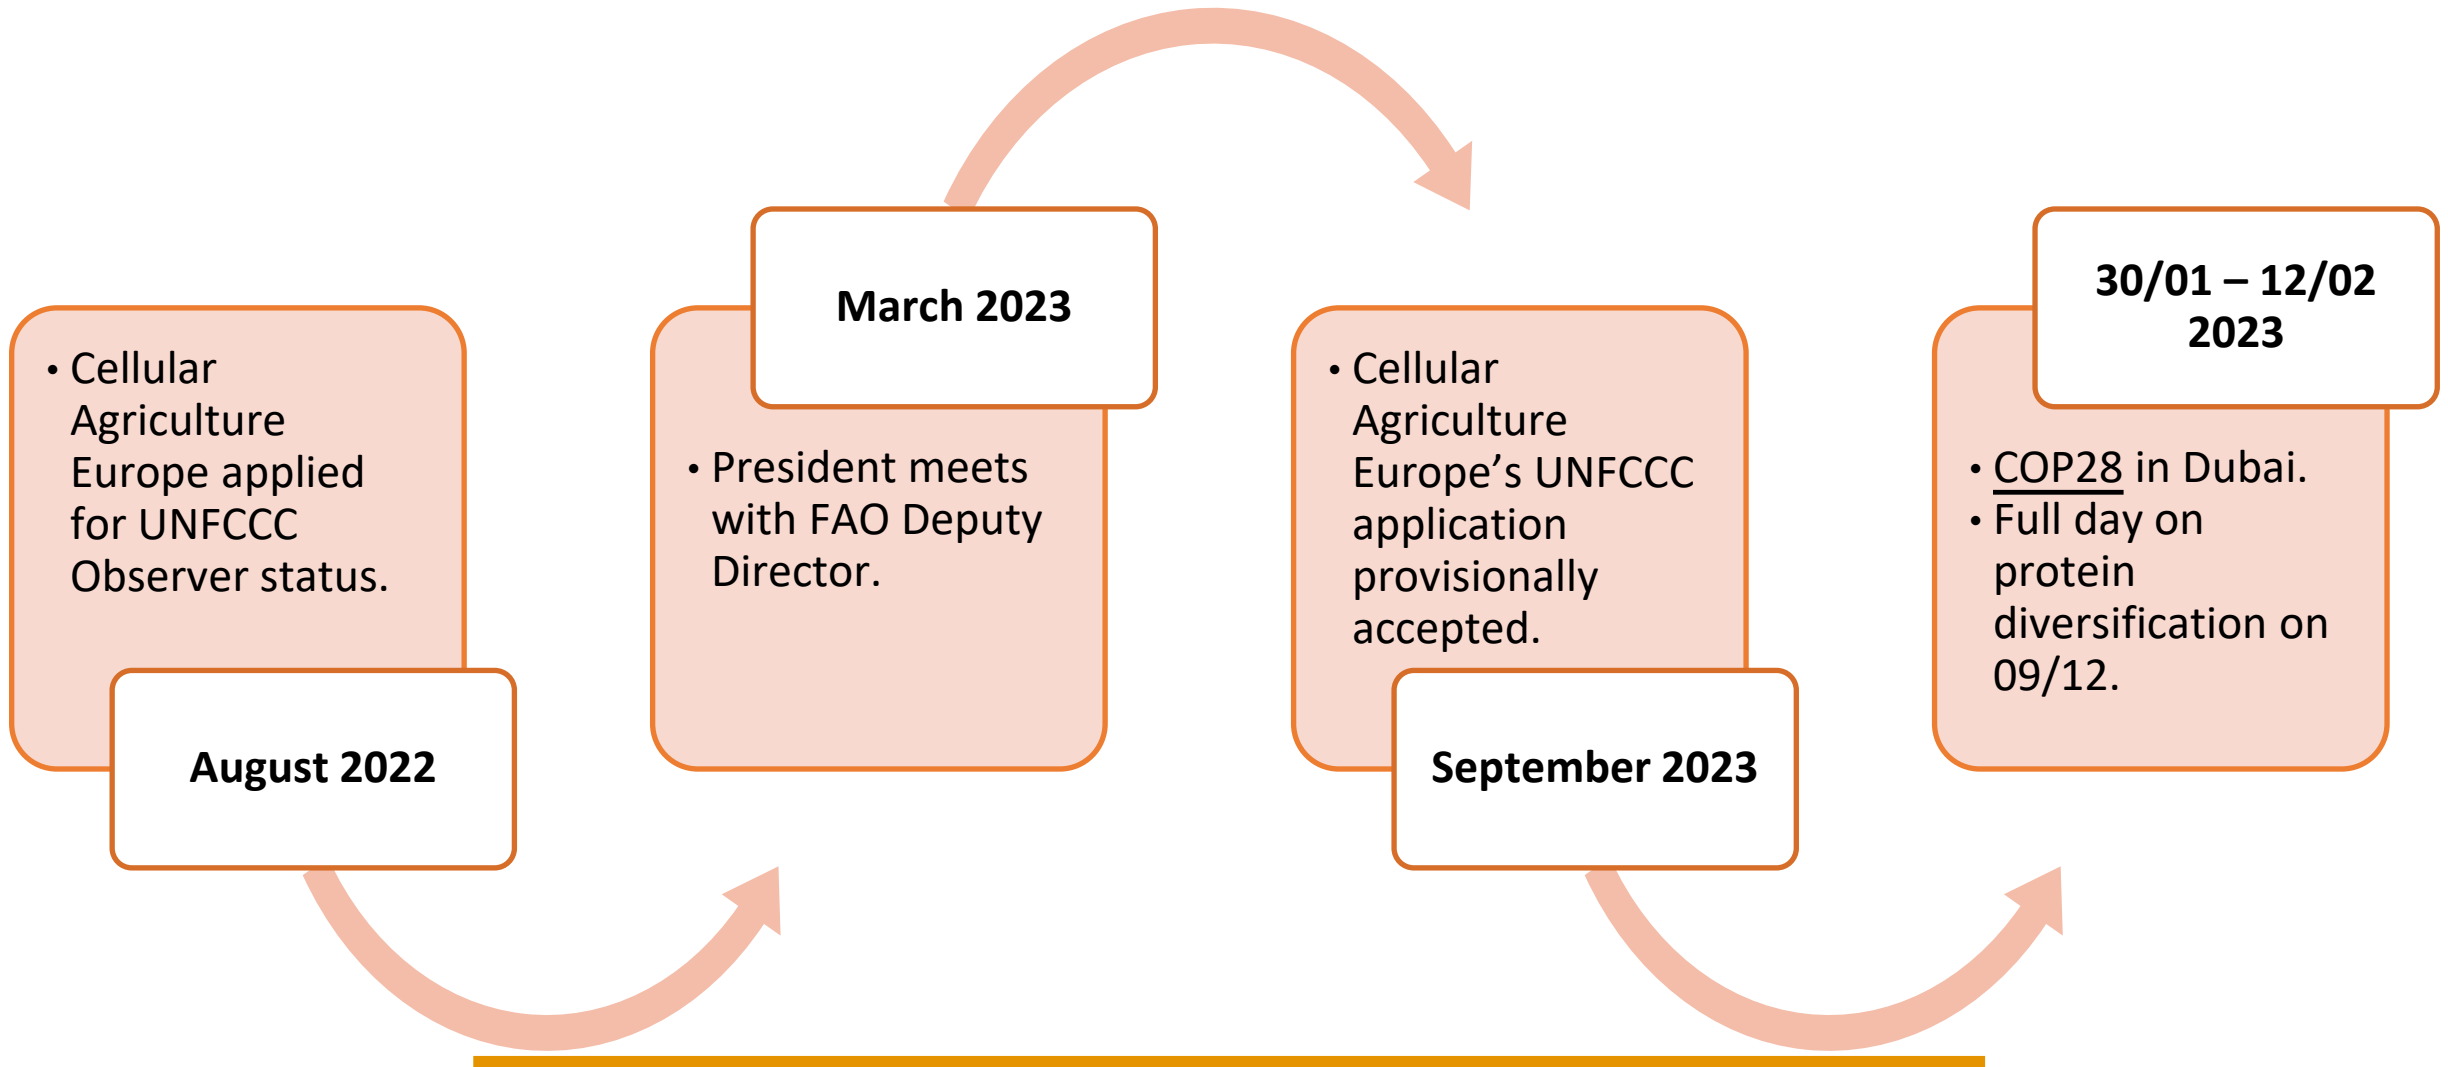 • Cellular
Agriculture
Europe applied
for UNFCCC
Observer status.
August 2022
March 2023
• President meets
with FAO Deputy
Director.
• Cellular
Agriculture
Europe’s UNFCCC
application
provisionally
accepted.
September 2023
30/01 – 12/02
2023
• COP28 in Dubai.
• Full day on
protein
diversification on
09/12.